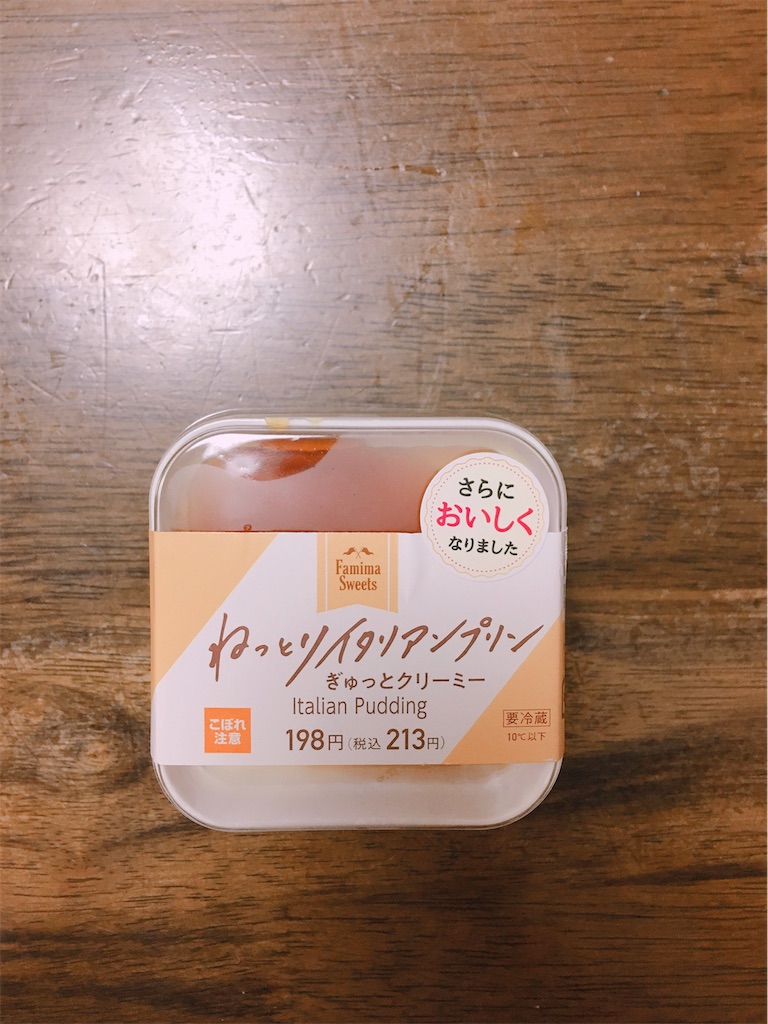 さらに
おいしく
なりました
Famima
Sweets
ねっとりイタリアンプリン
ぎゅっとクリーミー
Italian Pudding
こぼれ
注意
198円(税込213円)
要冷蔵
10℃以下